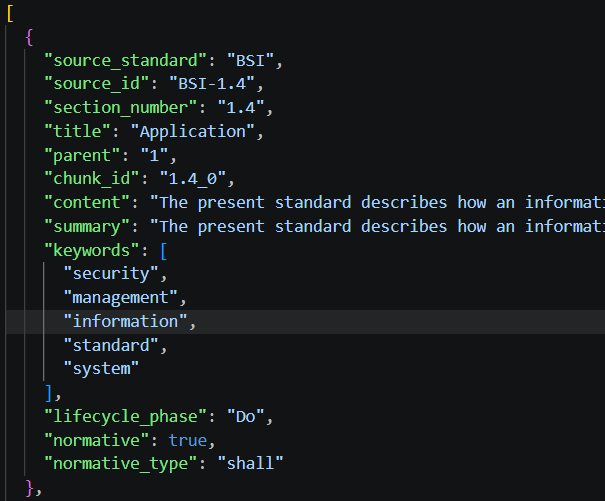 [
{
"source_standard": "BSI",
"source_id": "BSI-1.4",
"section_number": "1.4",
"title": "Application",
"parent": "1",
"chunk_id": "1.4_0",
"content": "The present standard describes how an informati
"summary": "The present standard describes how an informati
"keywords": [
"security",
"management",
"information",
"standard",
"system"
],
"lifecycle_phase": "Do",
"normative": true,
"normative_type": "shall"
},